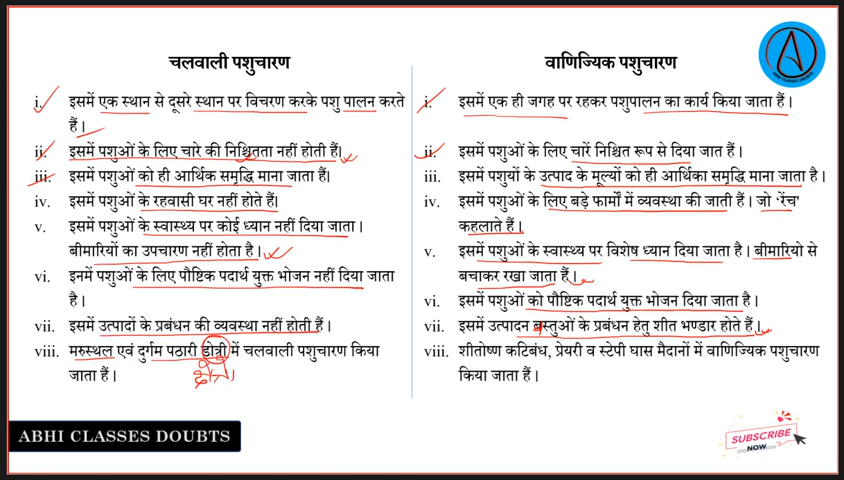 चलवाली पशुचारण
i. इसमें एक स्थान से दूसरे स्थान पर विचरण करके पशु पालन करते
हैं।
ii. इसमें पशुओं के लिए चारे की निश्चितता नहीं होती हैं।
iii. इसमें पशुओं को ही आर्थिक समृद्धि माना जाता हैं।
iv. इसमें पशुओं के रहवासी घर नहीं होते हैं।
v. इसमें पशुओं के स्वास्थ्य पर कोई ध्यान नहीं दिया जाता।
बीमारियों का उपचारण नहीं होता है।
vi. इनमें पशुओं के लिए पौष्टिक पदार्थ युक्त भोजन नहीं दिया जाता
है।
vii. इसमें उत्पादों के प्रबंधन की व्यवस्था नहीं होती हैं।
viii. मरुस्थल एवं दुर्गम पठारी डोत्री में चलवाली पशुचारण किया
जाता हैं।
वाणिज्यिक पशुचारण
i. इसमें एक ही जगह पर रहकर पशुपालन का कार्य किया जाता हैं।
ii. इसमें पशुओं के लिए चारें निश्चित रूप से दिया जात हैं।
iii. इसमें पशुयों के उत्पाद के मूल्यों को ही आर्थिका समृद्धि माना जाता है।
iv. इसमें पशुओं के लिए बड़े फार्मों में व्यवस्था की जाती हैं। जो 'रेंच'
कहलाते हैं।
v. इसमें पशुओं के स्वास्थ्य पर विशेष ध्यान दिया जाता है। बीमारियो से
बचाकर रखा जाता हैं।
vi. इसमें पशुओं को पौष्टिक पदार्थ युक्त भोजन दिया जाता है।
vii. इसमें उत्पादन वस्तुओं के प्रबंधन हेतु शीत भण्डार होते हैं।
viii. शीतोष्ण कटिबंध, प्रेयरी व स्टेपी घास मैदानों में वाणिज्यिक पशुचारण
किया जाता हैं।
ABHI CLASSES DOUBTS
ABHI CLASSES DOUBTS
SUBSCRIBE
NOW